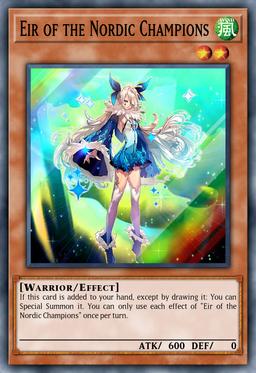 Eir of the Nordic Champions
嵐
[Warrior/Effect]
If this card is added to your hand, except by drawing it: You can
Special Summon it. You can only use each effect of "Eir of the
Nordic Champions" once per turn.
ATK/ 600 DEF/ 0